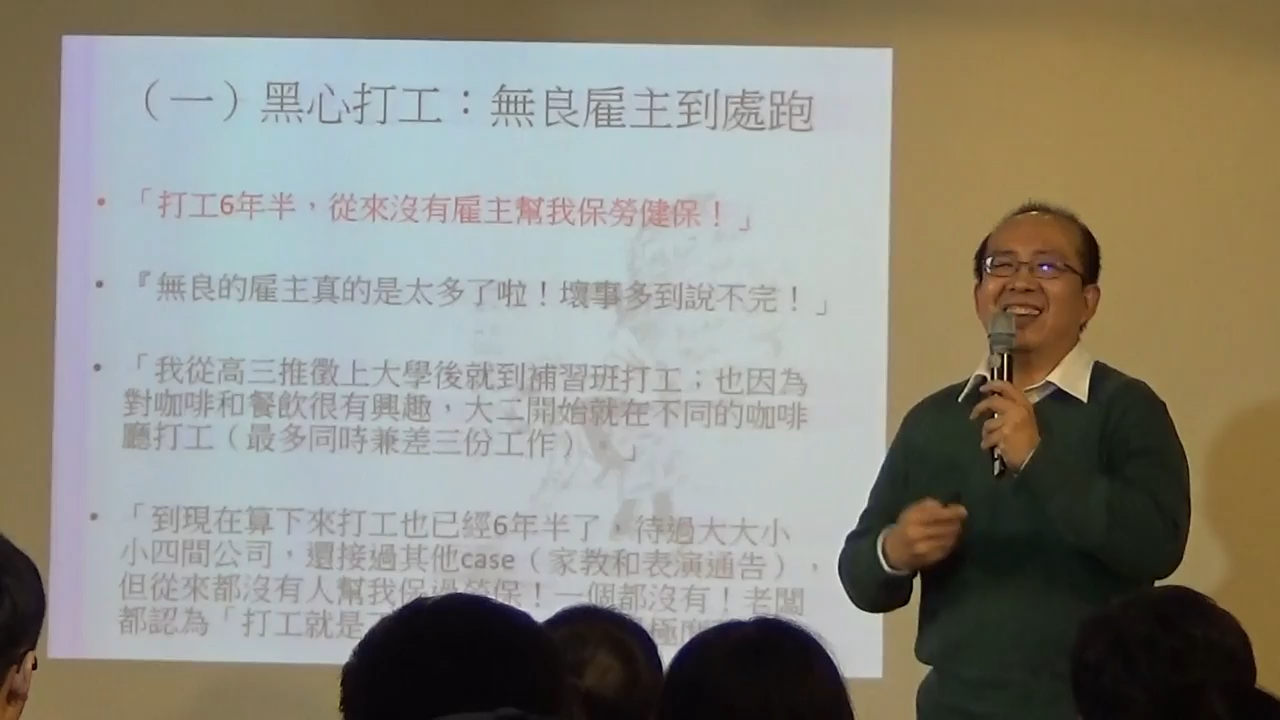 （一）黑心打工：無良雇主到處跑
• 「打工6年半，從來沒有雇主幫我保勞健保！」
• 『無良的雇主真的是太多了啦！壞事多到說不完！」
• 「我從高三推徵上大學後就到補習班打工；也因為
對咖啡和餐飲很有興趣，大二開始就在不同的咖啡
廳打工（最多同時兼差三份工作）　」
• 「到現在算下來打工也已經6年半了，待過大大小
小四間公司，還接過其他case（家教和表演通告），
但從來都沒有人幫我保過勞保！一個都沒有！老闆
都認為「打工就是